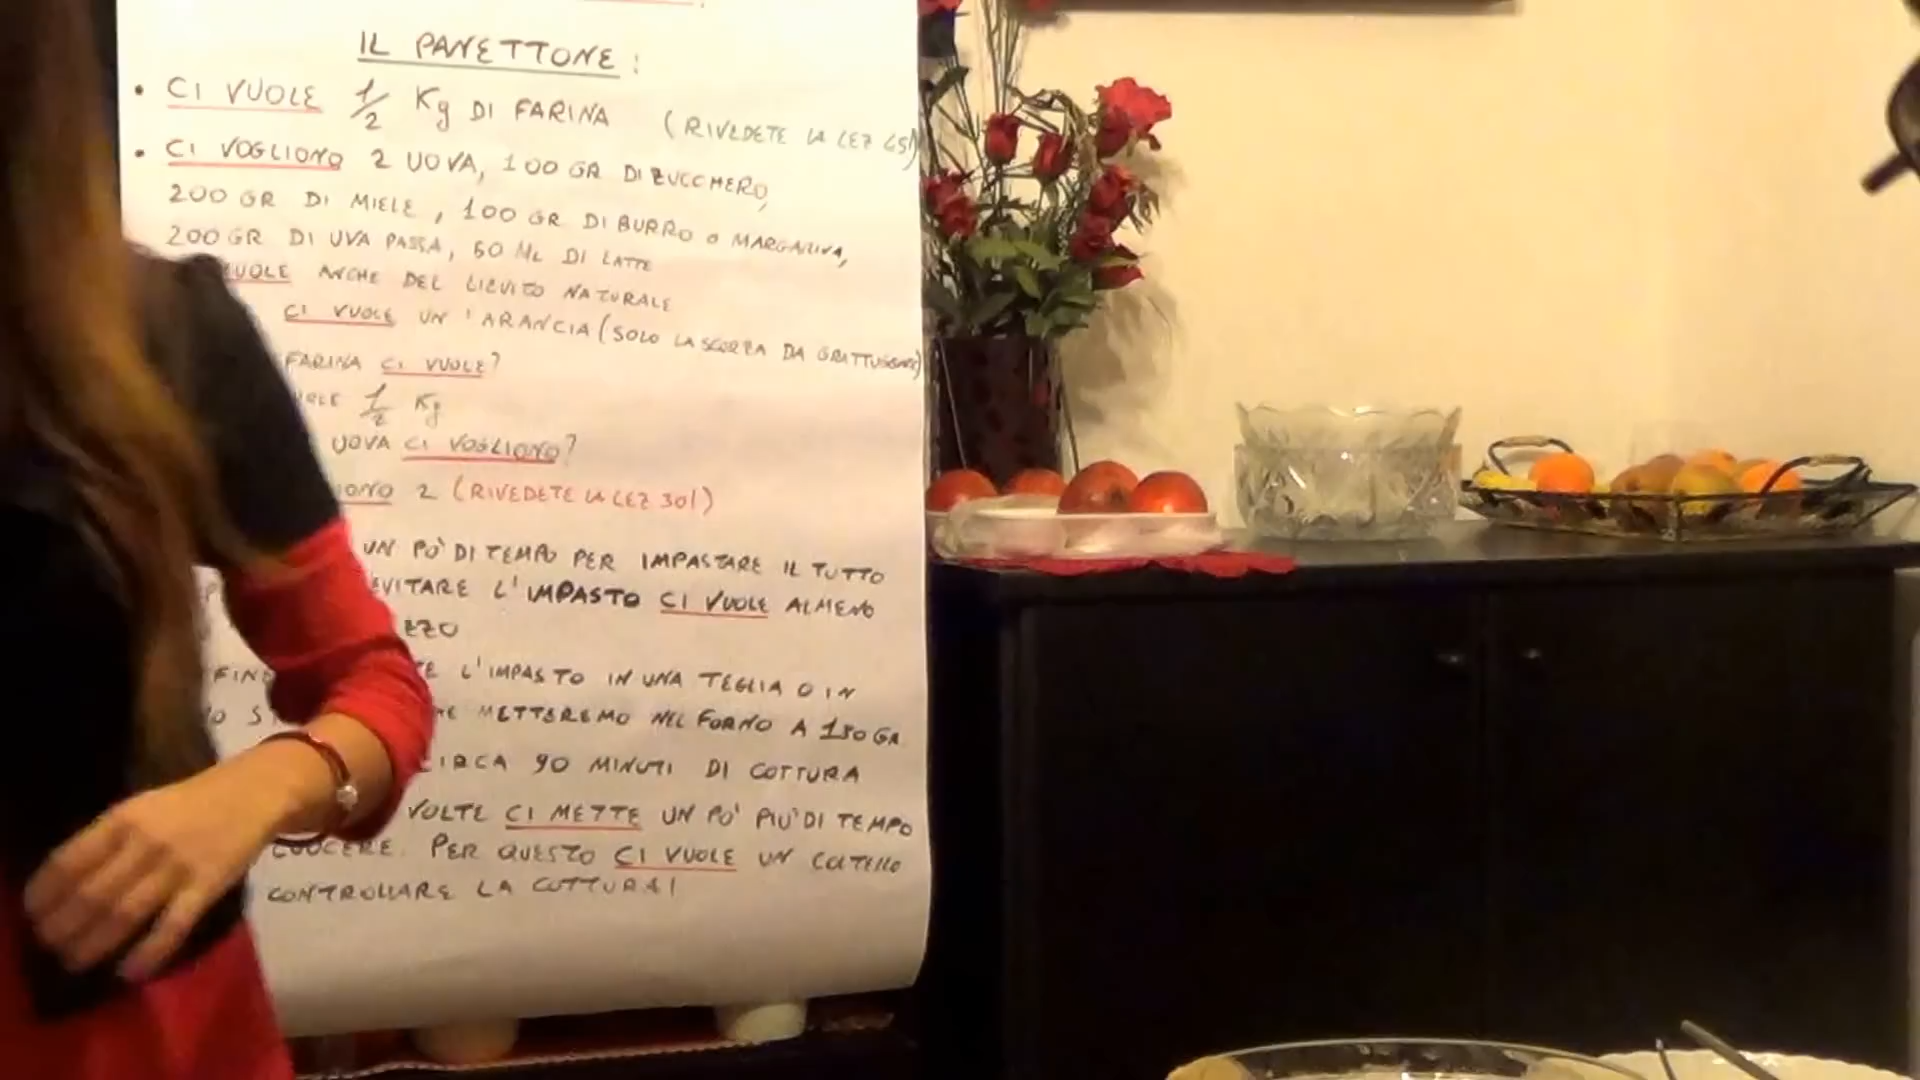 IL PANETTONE:
• CI VUOLE 1/2 Kg DI FARINA (RIVEDETE LA LEZ 45!)
• CI VOGLIONO 2 UOVA, 100 GR DI ZUCCHERO,
200 GR DI MIELE, 100 GR DI BURRO O MARGARINA,
200 GR DI UVA PASSA, 50 ML DI LATTE
VUOLE ANCHE DEL LIEVITO NATURALE
CI VUOLE UN'ARANCIA (SOLO LA SCORZA DA GRATTUGIARE)
FARINA CI VUOLE?
1/2 Kg
UOVA CI VOGLIONO?
2 (RIVEDETE LA LEZ 30!)
UN PO' DI TEMPO PER IMPASTARE IL TUTTO
EVITARE L'IMPASTO CI VUOLE ALMENO
EZZO
L'IMPASTO IN UNA TEGLIA O IN
METTEREMO NEL FORNO A 180 GR
CIRCA 90 MINUTI DI COTTURA
VOLTE CI METTE UN PO' PIU' DI TEMPO
CUOCERE. PER QUESTO CI VUOLE UN COLTELLO
CONTROLLARE LA COTTURA!